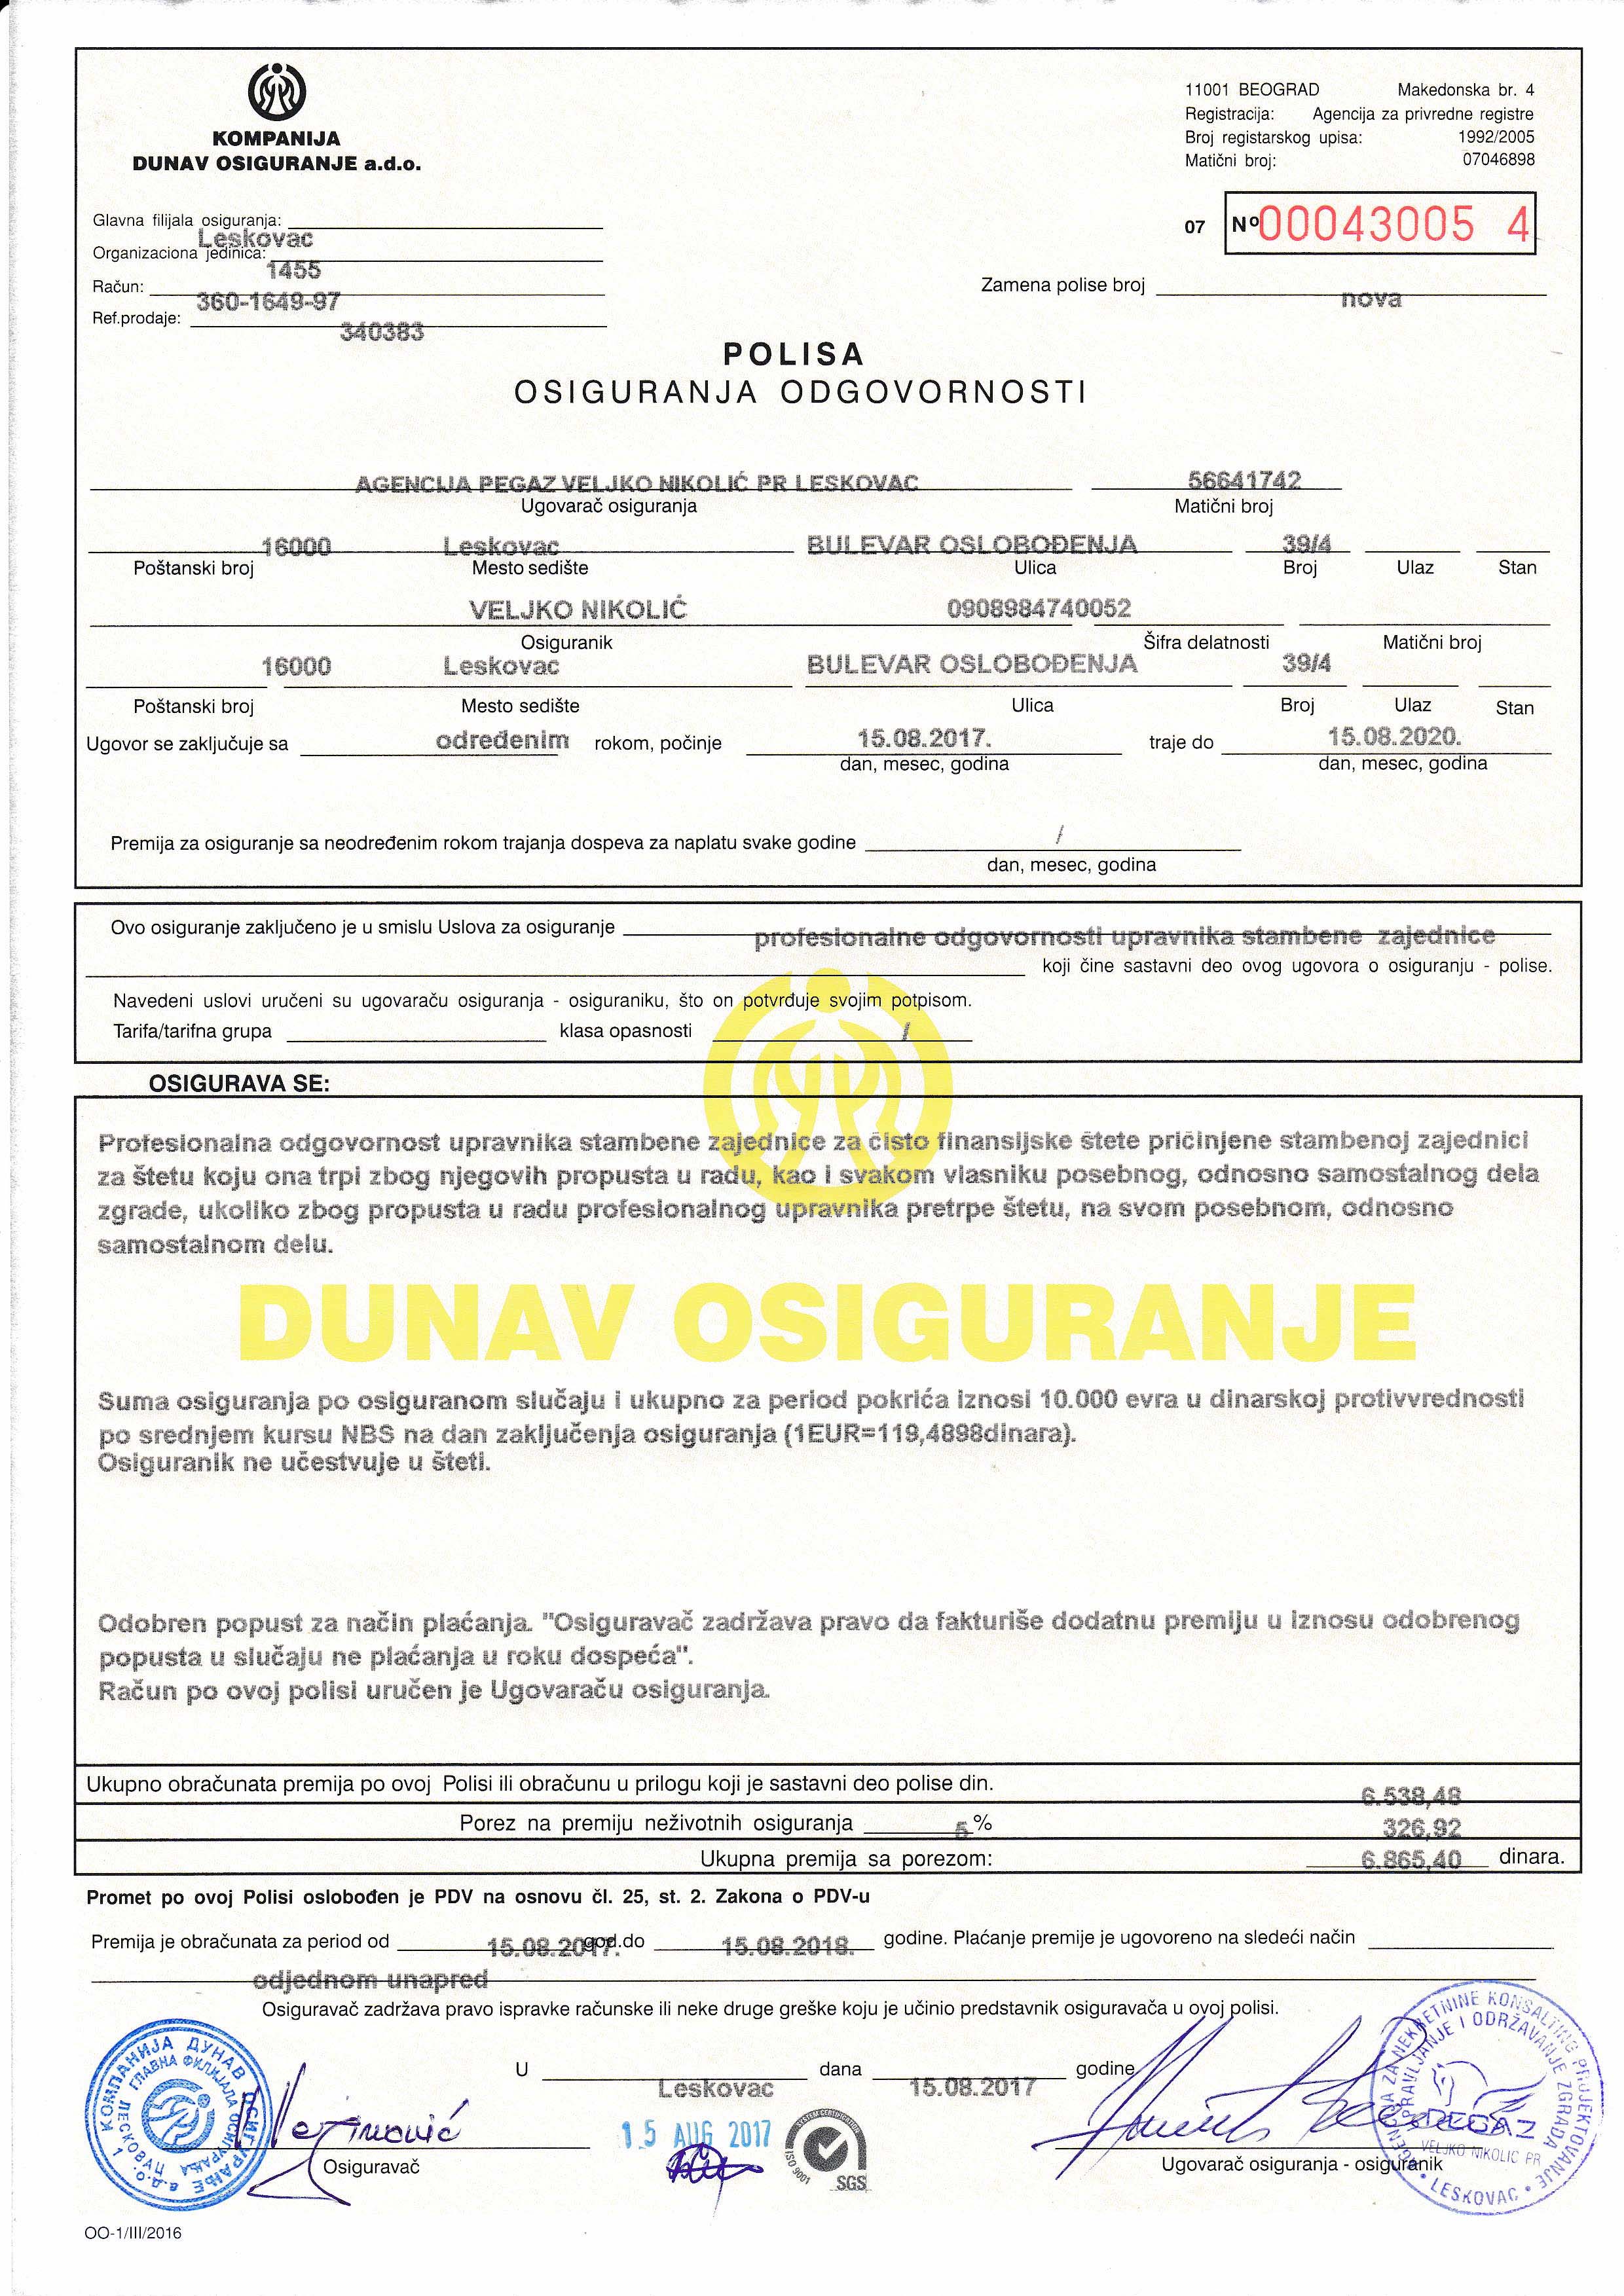 KOMPANIJA
DUNAV OSIGURANJE a.d.o.
11001 BEOGRAD Makedonska br. 4
Registracija: Agencija za privredne registre
Broj registarskog upisa: 1992/2005
Matični broj: 07046898
07 Nº00043005 4
Glavna filijala osiguranja:
Leskovac
Organizaciona jedinica:
1455
Račun:
360-1649-97
Ref.prodaje:
340383
Zamena polise broj nova
POLISA
OSIGURANJA ODGOVORNOSTI
AGENCIJA PEGAZ VELJKO NIKOLIĆ PR LESKOVAC 56641742
Ugovarač osiguranja Matični broj
16000 Leskovac BULEVAR OSLOBOĐENJA 39/4
Poštanski broj Mesto sedište Ulica Broj Ulaz Stan
VELJKO NIKOLIĆ 0908984740052
Osiguranik Šifra delatnosti Matični broj
16000 Leskovac BULEVAR OSLOBOĐENJA 39/4
Poštanski broj Mesto sedište Ulica Broj Ulaz Stan
Ugovor se zaključuje sa određenim rokom, počinje 15.08.2017. traje do 15.08.2020.
dan, mesec, godina dan, mesec, godina
Premija za osiguranje sa neodređenim rokom trajanja dospeva za naplatu svake godine /
dan, mesec, godina
Ovo osiguranje zaključeno je u smislu Uslova za osiguranje profesionalne odgovornosti upravnika stambene zajednice
koji čine sastavni deo ovog ugovora o osiguranju - polise.
Navedeni uslovi uručeni su ugovaraču osiguranja - osiguraniku, što on potvrđuje svojim potpisom.
Tarifa/tarifna grupa klasa opasnosti /
OSIGURAVA SE:
Profesionalna odgovornost upravnika stambene zajednice za čisto finansijske štete pričinjene stambenoj zajednici
za štetu koju ona trpi zbog njegovih propusta u radu, kao i svakom vlasniku posebnog, odnosno samostalnog dela
zgrade, ukoliko zbog propusta u radu profesionalnog upravnika pretrpe štetu, na svom posebnom, odnosno
samostalnom delu.
DUNAV OSIGURANJE
Suma osiguranja po osiguranom slučaju i ukupno za period pokrića iznosi 10.000 evra u dinarskoj protivvrednosti
po srednjem kursu NBS na dan zaključenja osiguranja (1EUR=119,4898dinara).
Osiguranik ne učestvuje u šteti.
Odobren popust za način plaćanja. "Osiguravač zadržava pravo da fakturiše dodatnu premiju u iznosu odobrenog
popusta u slučaju ne plaćanja u roku dospeća".
Račun po ovoj polisi uručen je Ugovaraču osiguranja.
Ukupno obračunata premija po ovoj Polisi ili obračunu u prilogu koji je sastavni deo polise din. 6.538,48
Porez na premiju neživotnih osiguranja 5 % 326,92
Ukupna premija sa porezom: 6.865,40 dinara.
Promet po ovoj Polisi oslobođen je PDV na osnovu čl. 25, st. 2. Zakona o PDV-u
Premija je obračunata za period od 15.08.2017. god.do 15.08.2018. godine. Plaćanje premije je ugovoreno na sledeći način
odjednom unapred
Osiguravač zadržava pravo ispravke računske ili neke druge greške koju je učinio predstavnik osiguravača u ovoj polisi.
U Leskovac dana 15.08.2017 godine
КОМПАНИЈА ДУНАВ ОСИГУРАЊЕ а.д.о.
ГЛАВНА ФИЛИЈАЛА ОСИГУРАЊА ЛЕСКОВАЦ
1
15 AUG 2017
SYSTEM CERTIFICATION
ISO 9001
SGS
AGENCIJA ZA NEKRETNINE KONSALTING PROJEKTOVANJE
UPRAVLJANJE I ODRŽAVANJE ZGRADA
PEGAZ
VELJKO NIKOLIĆ PR
LESKOVAC
Osiguravač Ugovarač osiguranja - osiguranik
OO-1/III/2016